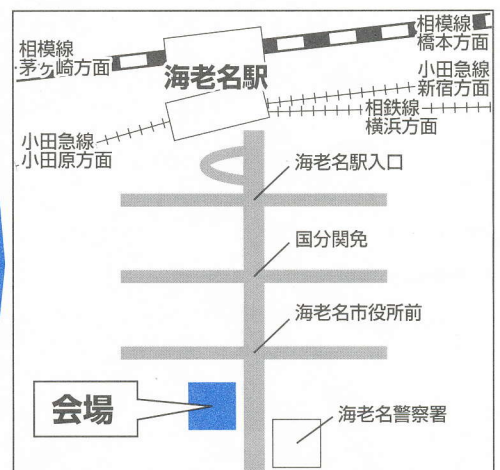 相模線
橋本方面
相模線
茅ヶ崎方面
海老名駅
小田急線
新宿方面
相鉄線
横浜方面
小田急線
小田原方面
海老名駅入口
国分関免
海老名市役所前
会場
海老名警察署